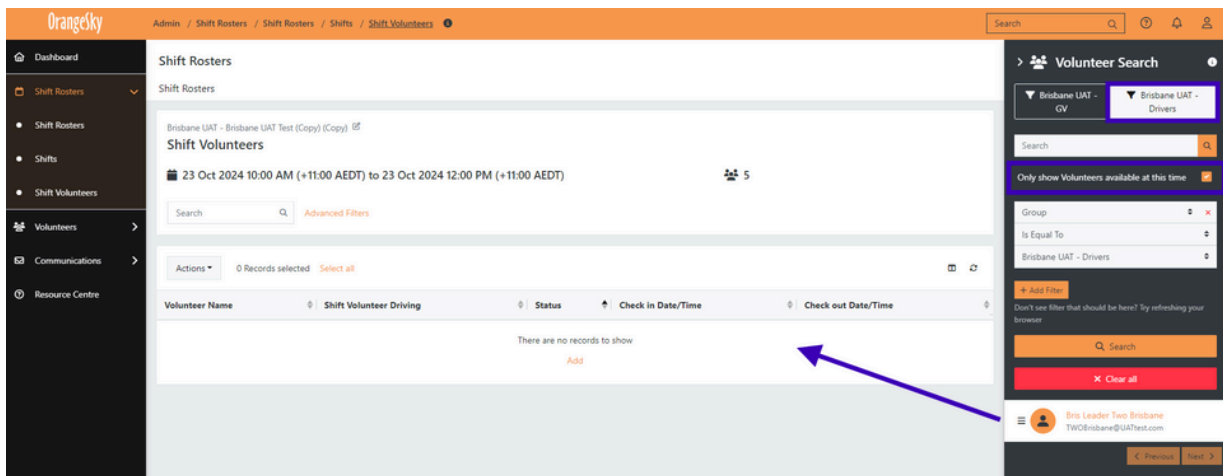 OrangeSky
Admin / Shift Rosters / Shift Rosters / Shifts / Shift Volunteers
Search
Dashboard
Shift Rosters
Shift Rosters
Shifts
Shift Volunteers
Volunteers
Communications
Resource Centre
Shift Rosters
Shift Rosters
Brisbane UAT - Brisbane UAT Test (Copy) (Copy)
Shift Volunteers
23 Oct 2024 10:00 AM (+11:00 AEDT) to 23 Oct 2024 12:00 PM (+11:00 AEDT)
5
Search
Advanced Filters
Actions
0 Records selected Select all
Volunteer Name Shift Volunteer Driving Status Check in Date/Time Check out Date/Time
There are no records to show
Add
Volunteer Search
Brisbane UAT -
GV
Brisbane UAT -
Drivers
Search
Only show Volunteers available at this time
Group
Is Equal To
Brisbane UAT - Drivers
+ Add Filter
Don't see filter that should be here? Try refreshing your
browser
Search
Clear all
Bris Leader Two Brisbane
TWOBrisbane@UATtest.com
Previous Next